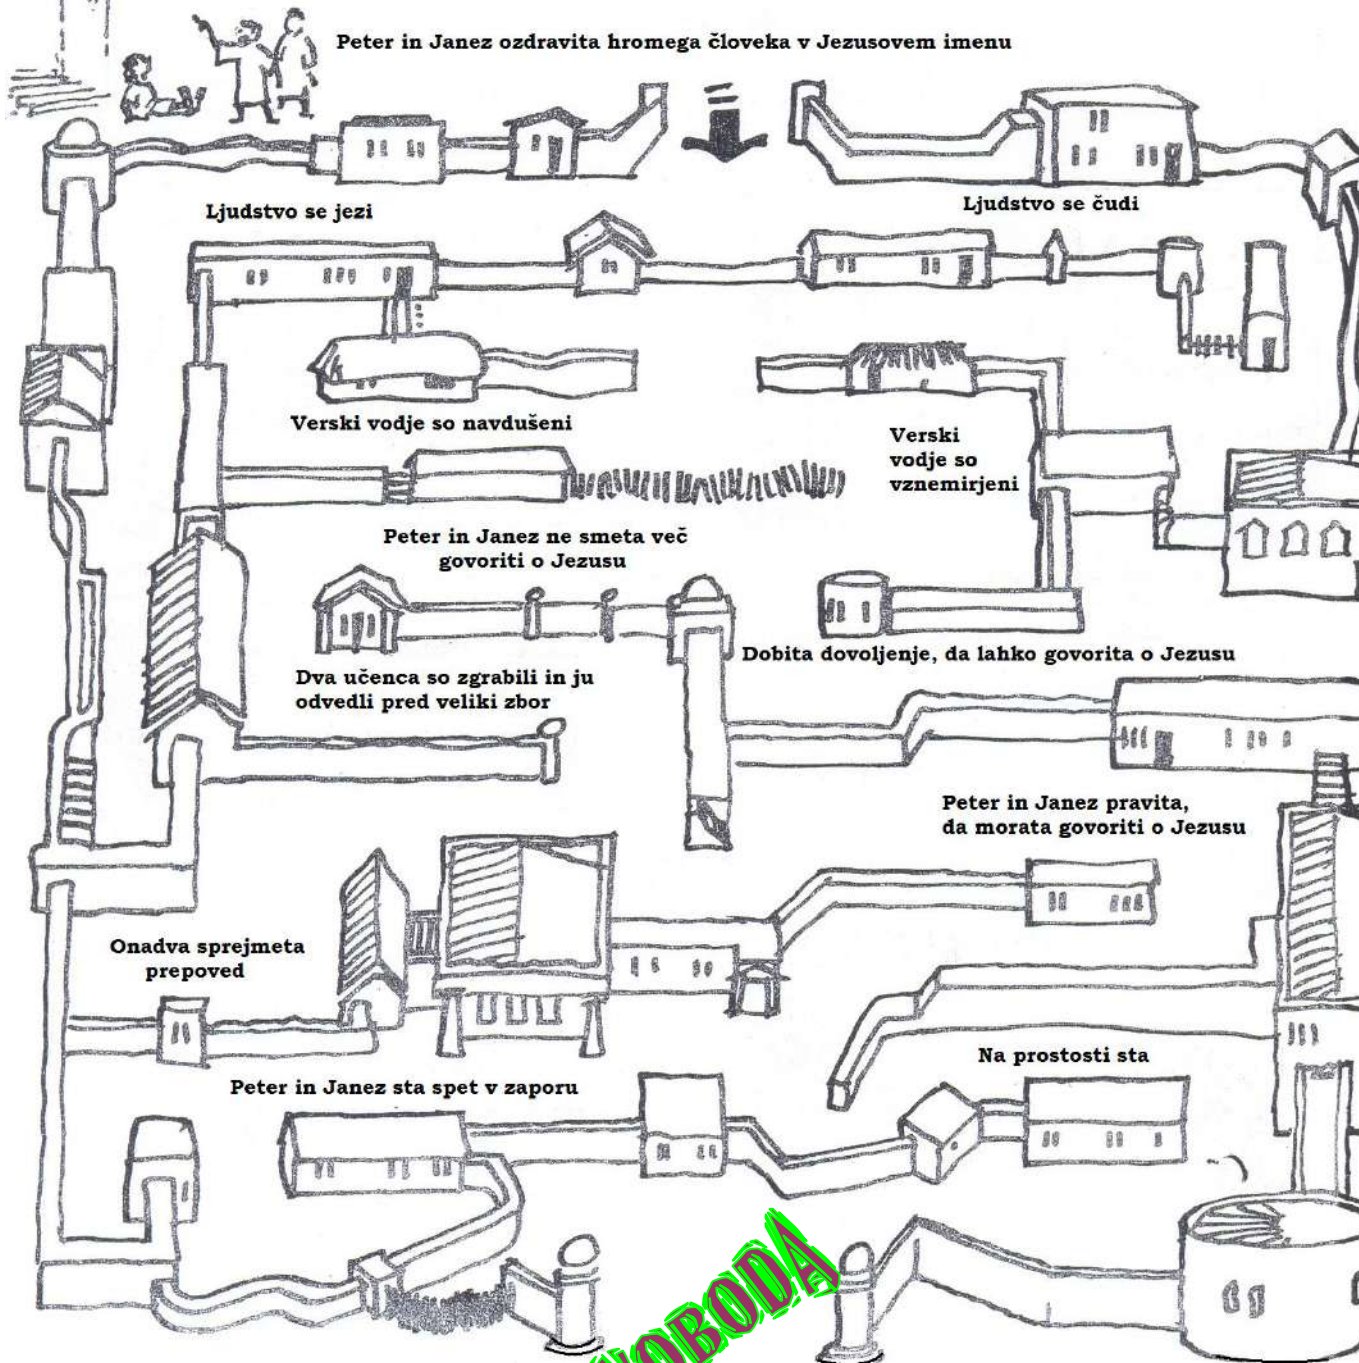 Peter in Janez ozdravita hromega človeka v Jezusovem imenu
Ljudstvo se jezi
Ljudstvo se čudi
Verski vodje so navdušeni
Verski
vodje so
vznemirjeni
Peter in Janez ne smeta več
govoriti o Jezusu
Dobita dovoljenje, da lahko govorita o Jezusu
Dva učenca so zgrabili in ju
odvedli pred veliki zbor
Peter in Janez pravita,
da morata govoriti o Jezusu
Onadva sprejmeta
prepoved
Na prostosti sta
Peter in Janez sta spet v zaporu
VOBODA